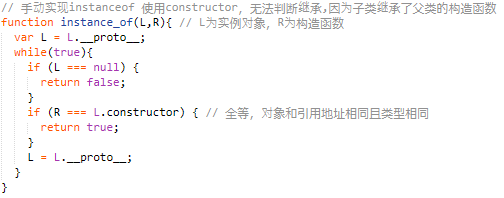 // 手动实现instanceof 使用constructor，无法判断继承,因为子类继承了父类的构造函数
function instance_of(L,R){ // L为实例对象，R为构造函数
  var L = L.__proto__;
  while(true){
    if (L === null) {
      return false;
    }
    if (R === L.constructor) { // 全等，对象和引用地址相同且类型相同
      return true;
    }
    L = L.__proto__;
  }
}